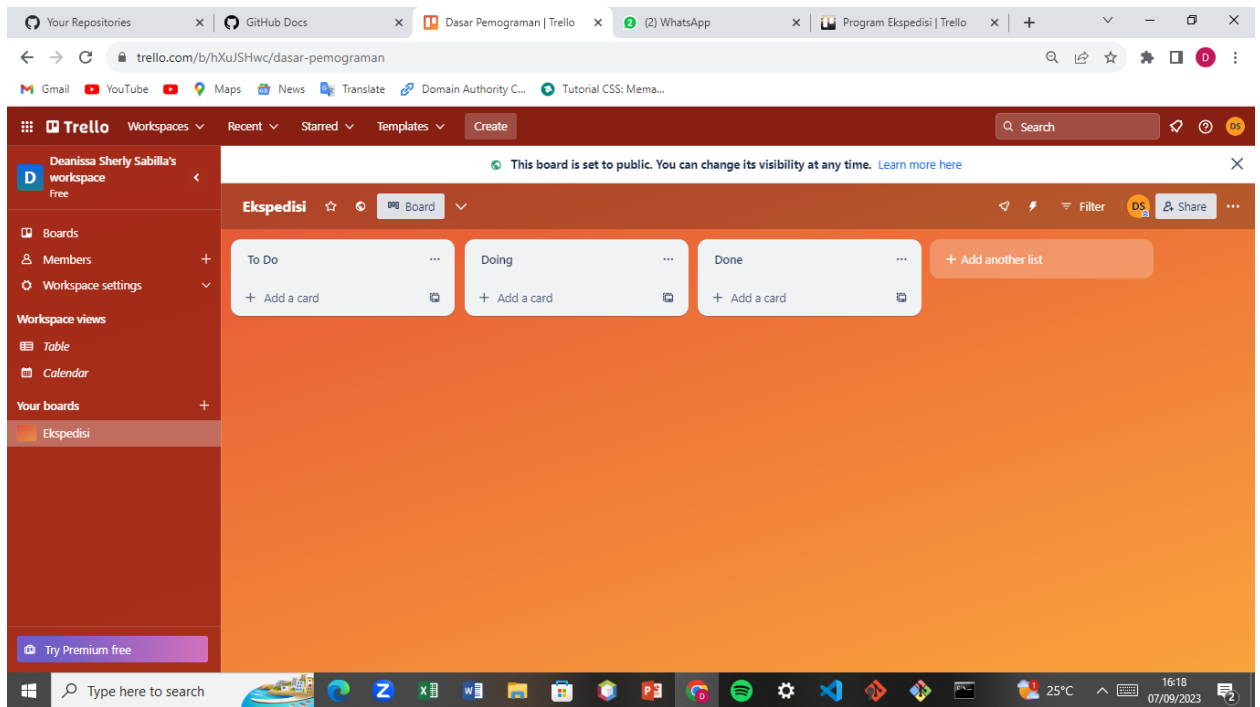 Your Repositories
GitHub Docs
Dasar Pemograman | Trello
(2) WhatsApp
Program Ekspedisi | Trello
trello.com/b/hXuJSHwc/dasar-pemograman
Gmail YouTube Maps News Translate Domain Authority C... Tutorial CSS: Mema...
Trello Workspaces Recent Starred Templates Create Search DS
Deanissa Sherly Sabilla's
D workspace
Free
This board is set to public. You can change its visibility at any time. Learn more here
Ekspedisi Board Filter DS Share
Boards
Members
Workspace settings
Workspace views
Table
Calendar
Your boards
Ekspedisi
To Do Doing Done + Add another list
+ Add a card + Add a card + Add a card
Try Premium free
Type here to search
25°C
16:18
07/09/2023